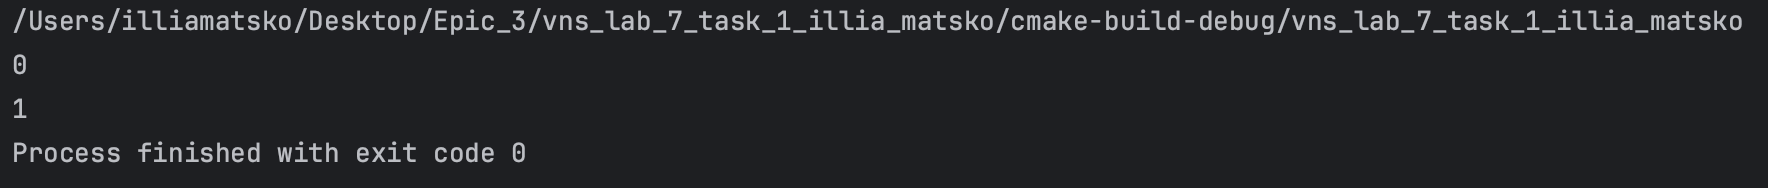 /Users/illiamatsko/Desktop/Epic_3/vns_lab_7_task_1_illia_matsko/cmake-build-debug/vns_lab_7_task_1_illia_matsko
0
1
Process finished with exit code 0